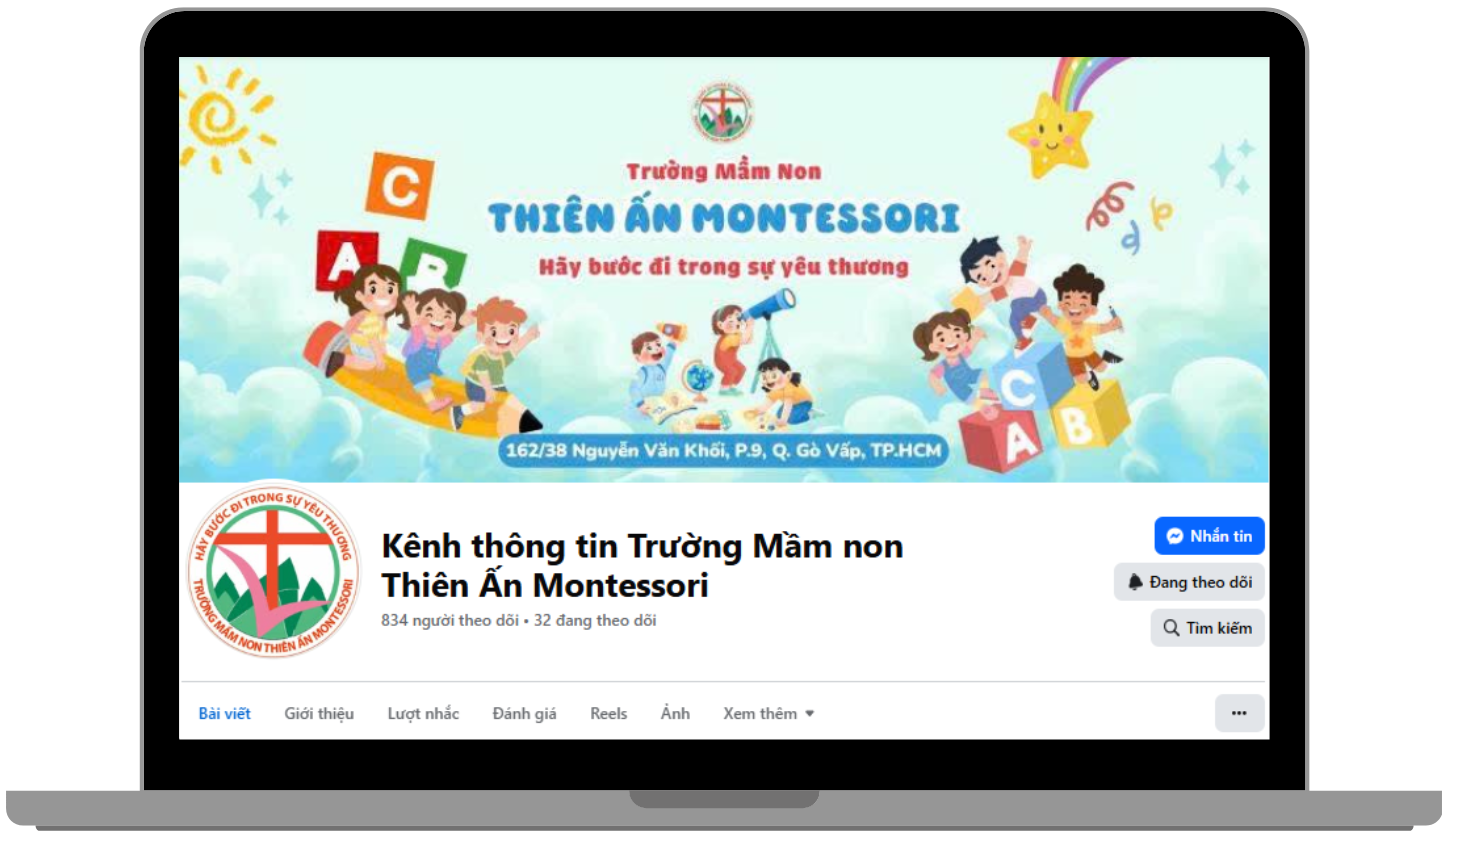 Trường Mầm Non
THIÊN ẤN MONTESSORI
Hãy bước đi trong sự yêu thương
C
A
B
C
A
B
162/38 Nguyễn Văn Khối, P.9, Q. Gò Vấp, TP.HCM
HÃY BƯỚC ĐI TRONG SỰ YÊU THƯƠNG
TRƯỜNG MẦM NON THIÊN ẤN MONTESSORI
Kênh thông tin Trường Mầm non
Thiên Ấn Montessori
834 người theo dõi • 32 đang theo dõi
Nhắn tin
Đang theo dõi
Tìm kiếm
Bài viết Giới thiệu Lượt nhắc Đánh giá Reels Ảnh Xem thêm